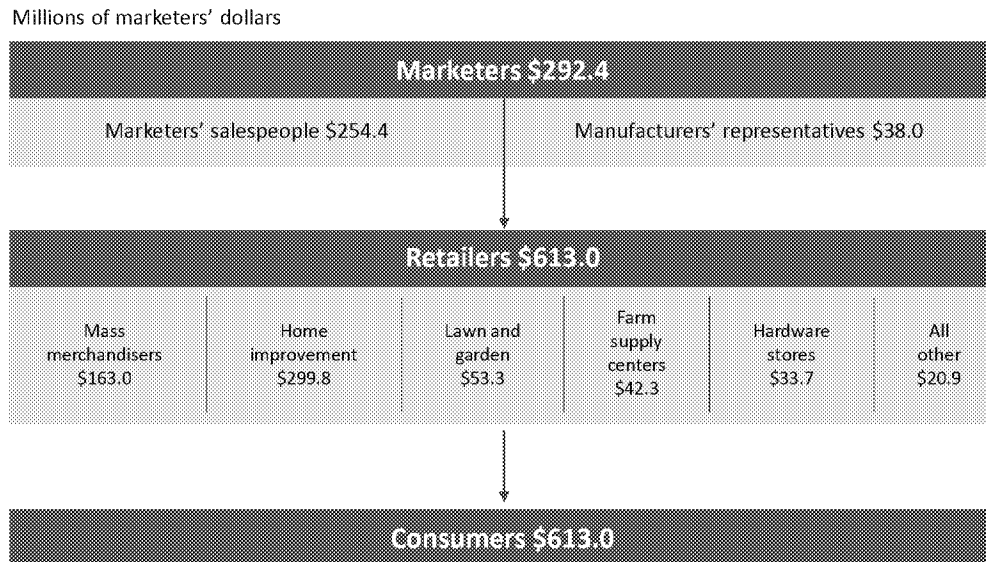 Millions of marketers' dollars
Marketers $292.4
Marketers' salespeople $254.4
Manufacturers' representatives $38.0
Retailers $613.0
Mass
merchandisers
$163.0
Home
improvement
$299.8
Lawn and
garden
$53.3
Farm
supply
centers
$42.3
Hardware
stores
$33.7
All
other
$20.9
Consumers $613.0